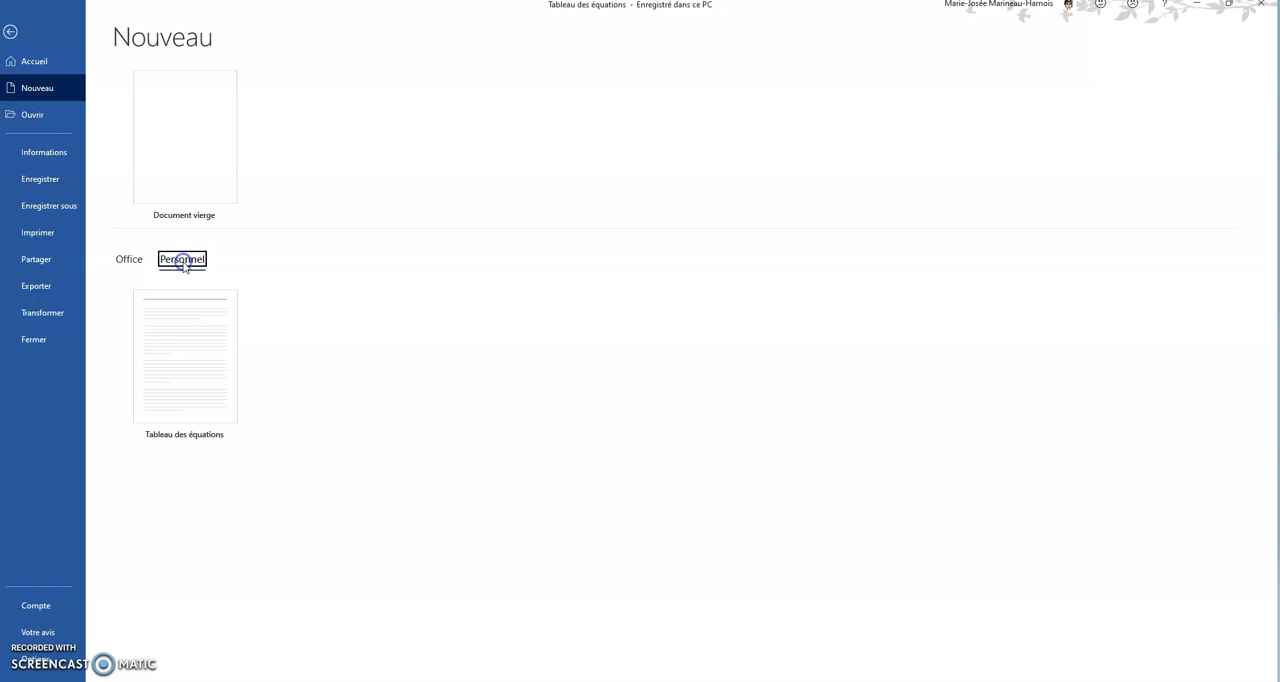 Tableau des équations - Enregistré dans ce PC
Marie-Josée Marineau-Harnois
?
Nouveau
Accueil
Nouveau
Ouvrir
Informations
Enregistrer
Enregistrer sous
Imprimer
Partager
Exporter
Transformer
Fermer
Document vierge
Office
Personnel
Tableau des équations
Compte
Votre avis
RECORDED WITH
SCREENCAST MATIC